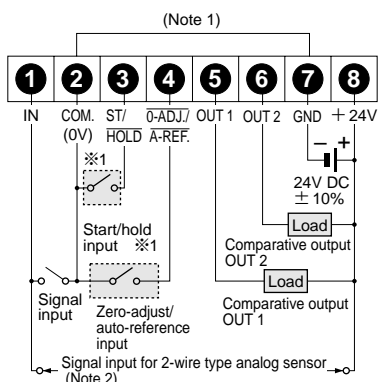 (Note 1)
1 2 3 4 5 6 7 8
IN COM. ST/ 0-ADJ./ OUT 1 OUT 2 GND +24V
(0V) HOLD A-REF.
※1
− +
24V DC
±10%
Start/hold
input ※1
Load
Comparative output
OUT 2
Load
Signal
input
Zero-adjust/
auto-reference
input
Comparative output
OUT 1
Signal input for 2-wire type analog sensor
(Note 2)